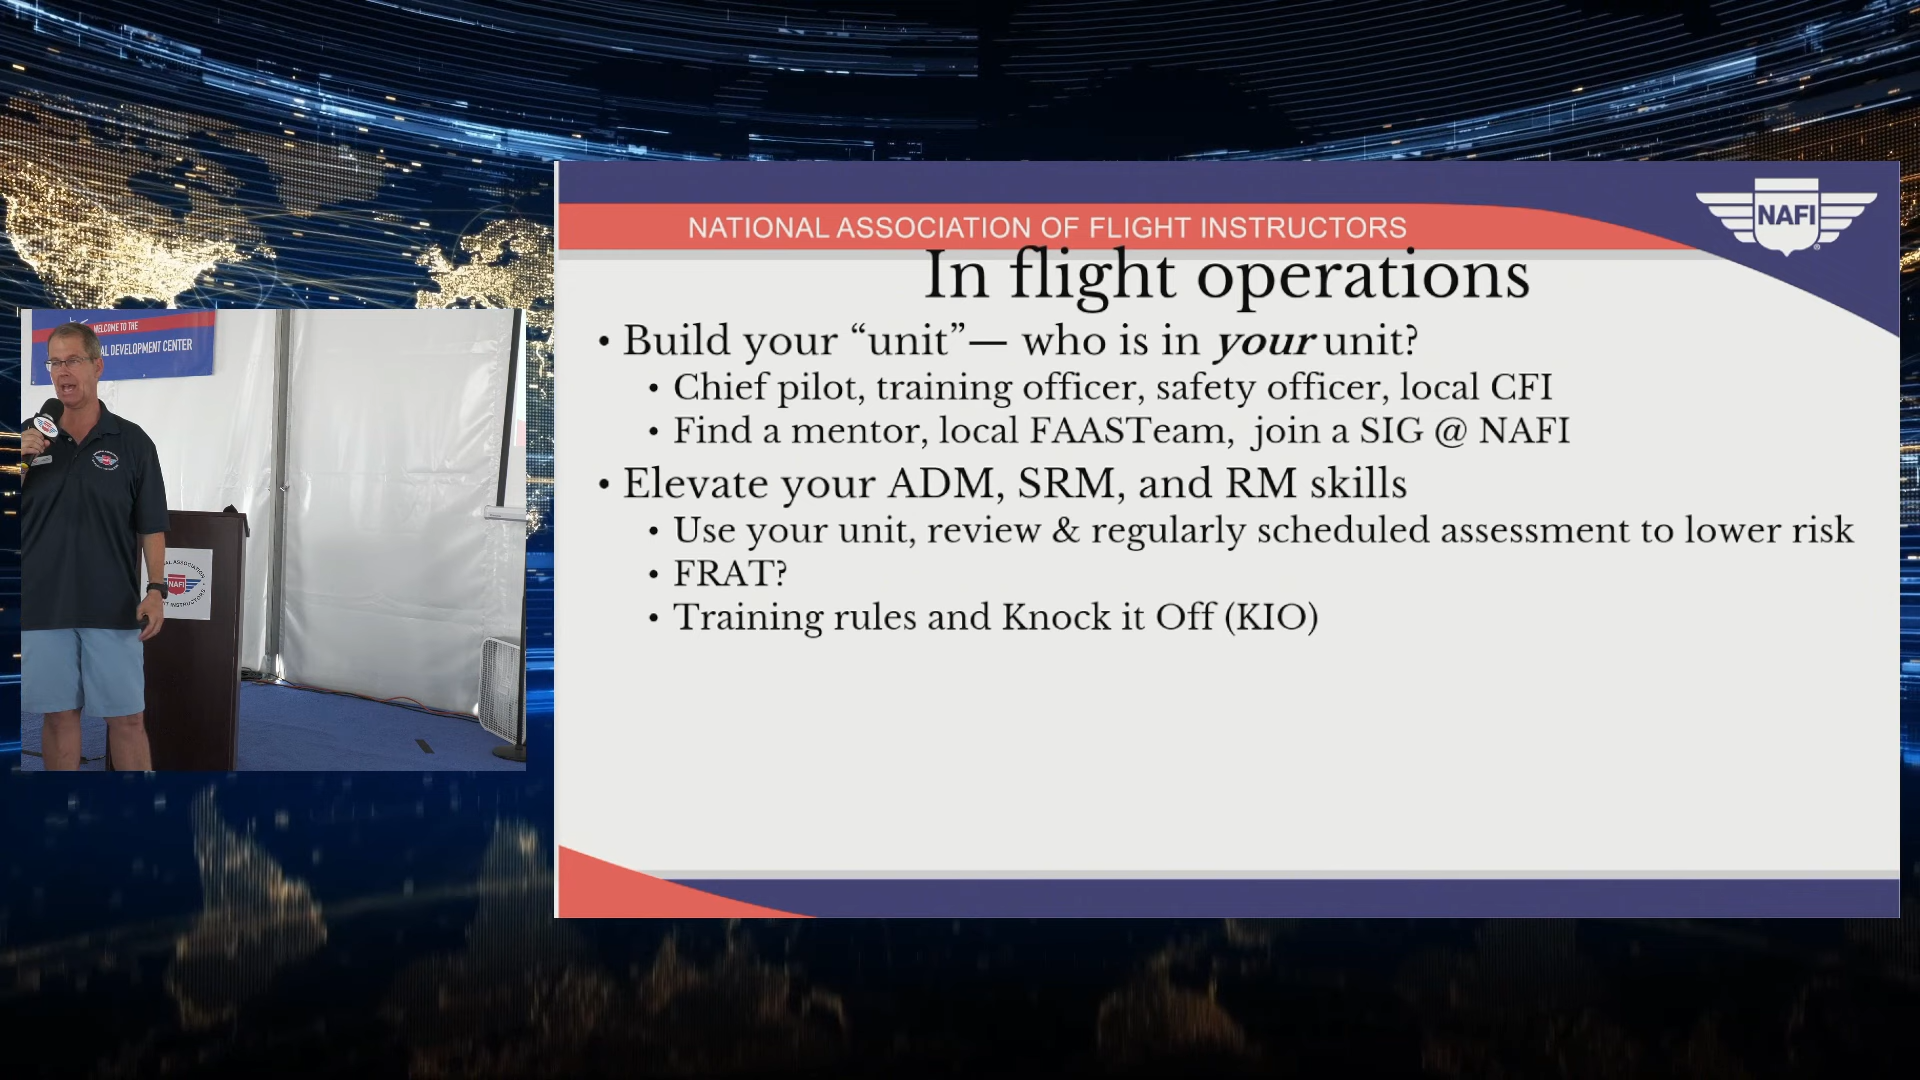 WELCOME TO THE
AL DEVELOPMENT CENTER
NAFI
NATIONAL ASSOCIATION OF FLIGHT INSTRUCTORS
NAFI
In flight operations
• Build your “unit”— who is in your unit?
• Chief pilot, training officer, safety officer, local CFI
• Find a mentor, local FAASTeam, join a SIG @ NAFI
• Elevate your ADM, SRM, and RM skills
• Use your unit, review & regularly scheduled assessment to lower risk
• FRAT?
• Training rules and Knock it Off (KIO)